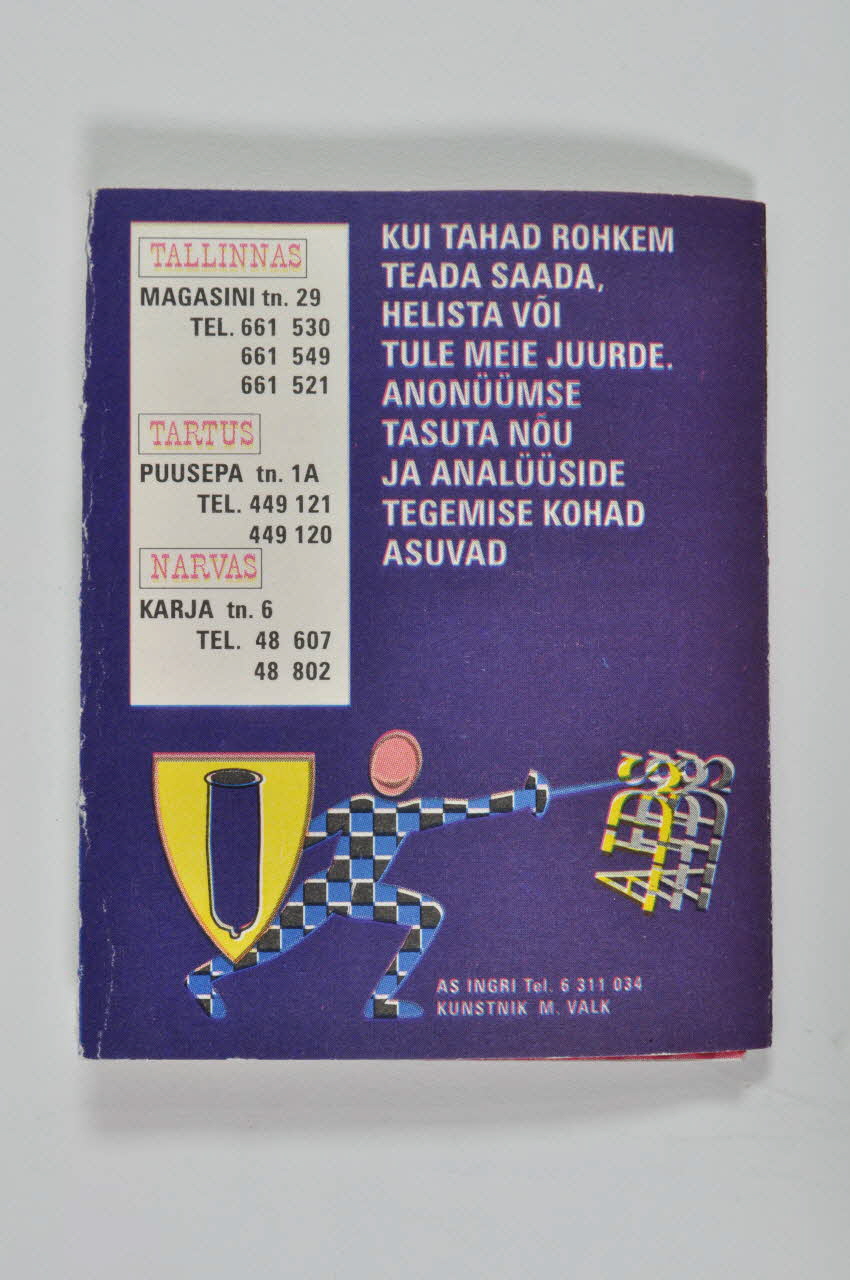 TALLINNAS
MAGASINI tn. 29
TEL. 661 530
661 549
661 521
TARTUS
PUUSEPA tn. 1A
TEL. 449 121
449 120
NARVAS
KARJA tn. 6
TEL. 48 607
48 802
KUI TAHAD ROHKEM
TEADA SAADA,
HELISTA VÕI
TULE MEIE JUURDE.
ANONÜÜMSE
TASUTA NÕU
JA ANALÜÜSIDE
TEGEMISE KOHAD
ASUVAD
AIDS
AS INGRI Tel. 6 311 034
KUNSTNIK M. VALK